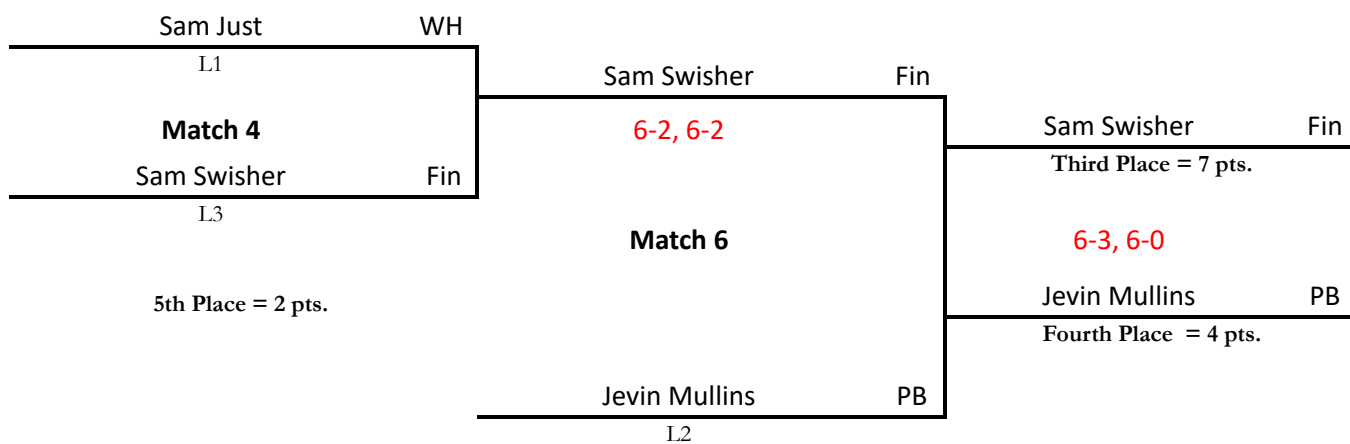 Sam Just WH
L1
Match 4
Sam Swisher Fin
L3
5th Place = 2 pts.
Sam Swisher Fin
6-2, 6-2
Match 6
Jevin Mullins PB
L2
Sam Swisher Fin
Third Place = 7 pts.
6-3, 6-0
Jevin Mullins PB
Fourth Place = 4 pts.